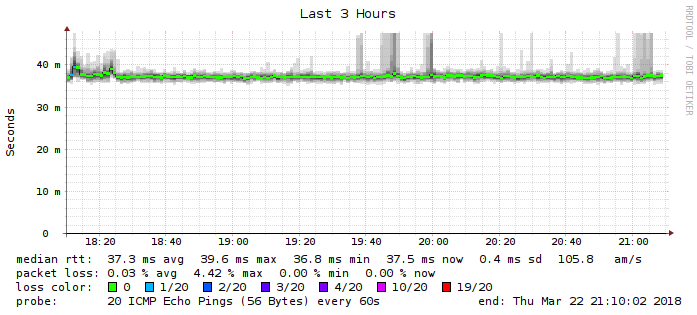 Last 3 Hours
RRDTOOL / TOBI OETIKER
Seconds
40 m
30 m
20 m
10 m
0
18:20 18:40 19:00 19:20 19:40 20:00 20:20 20:40 21:00
median rtt: 37.3 ms avg 39.6 ms max 36.8 ms min 37.5 ms now 0.4 ms sd 105.8 am/s
packet loss: 0.03 % avg 4.42 % max 0.00 % min 0.00 % now
loss color: 0 1/20 2/20 3/20 4/20 10/20 19/20
probe: 20 ICMP Echo Pings (56 Bytes) every 60s end: Thu Mar 22 21:10:02 2018